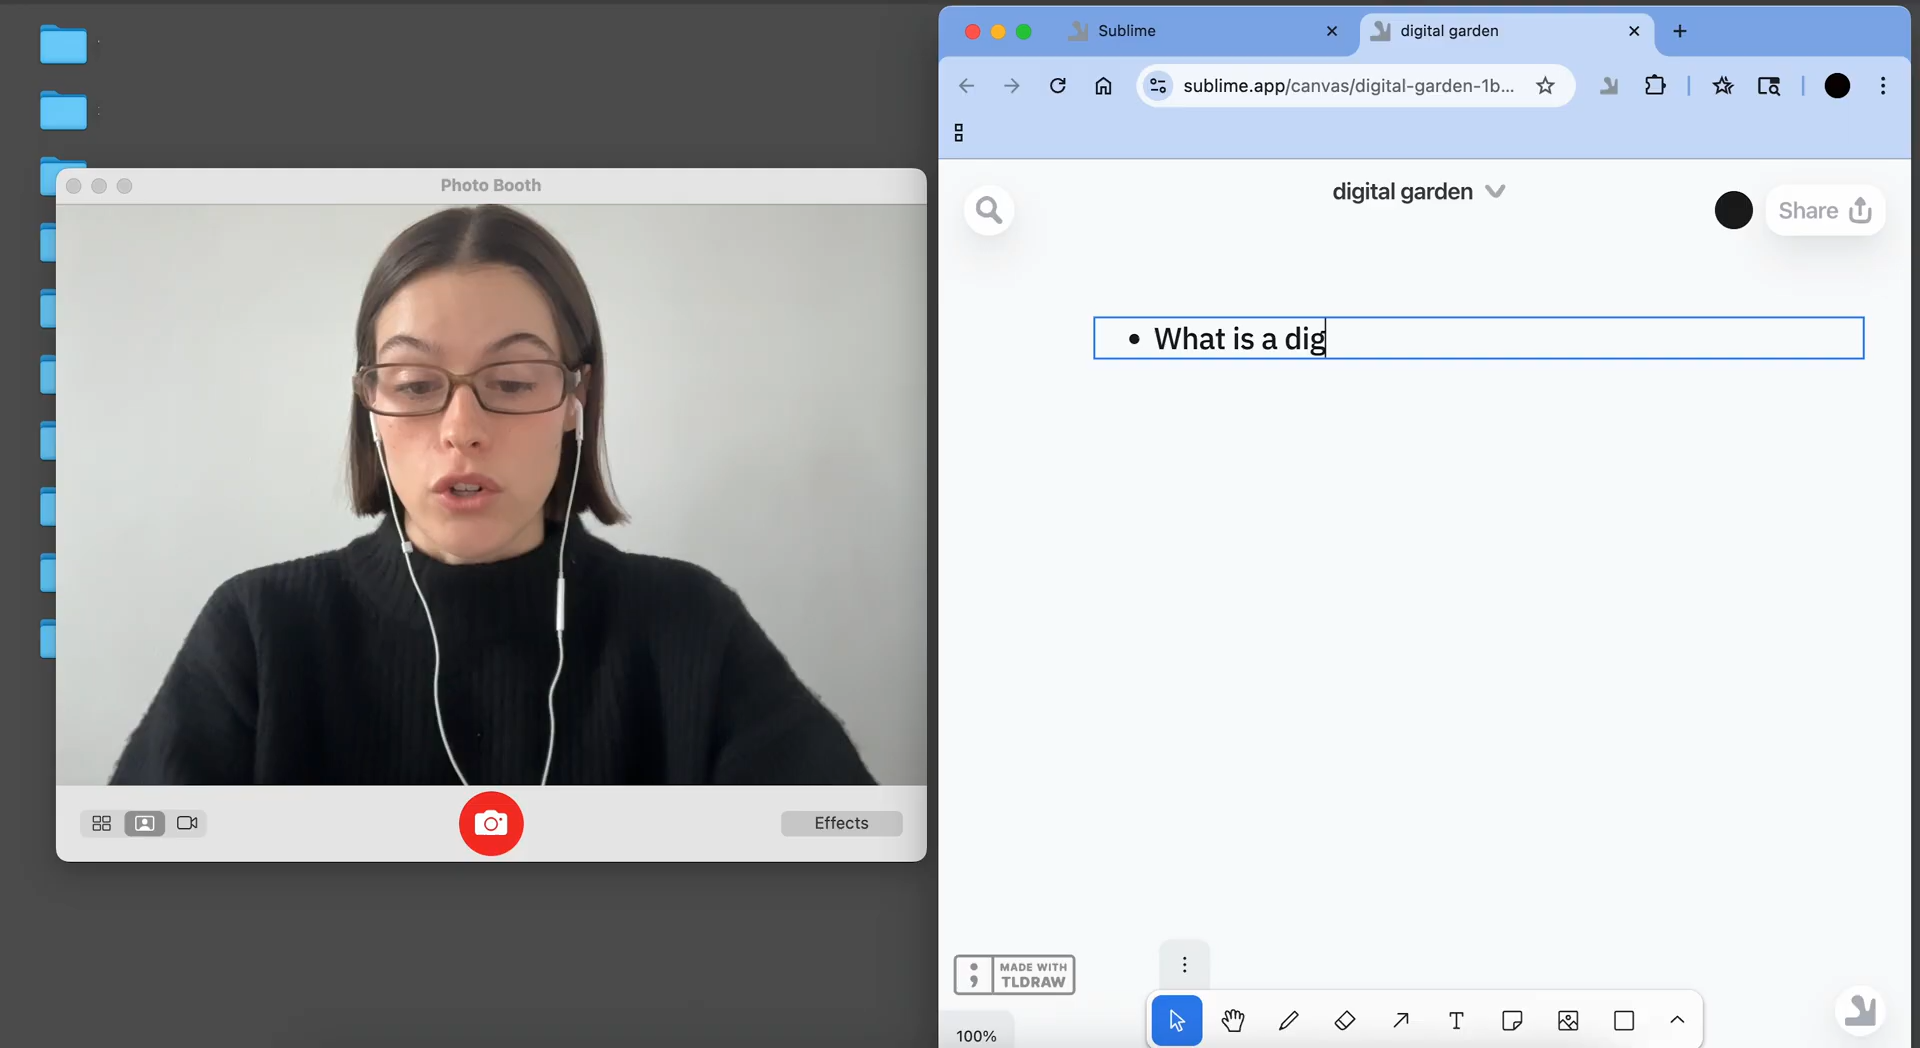 Photo Booth
Effects
Sublime
digital garden
sublime.app/canvas/digital-garden-1b...
digital garden
Share
• What is a dig
MADE WITH
TLDRAW
100%
T